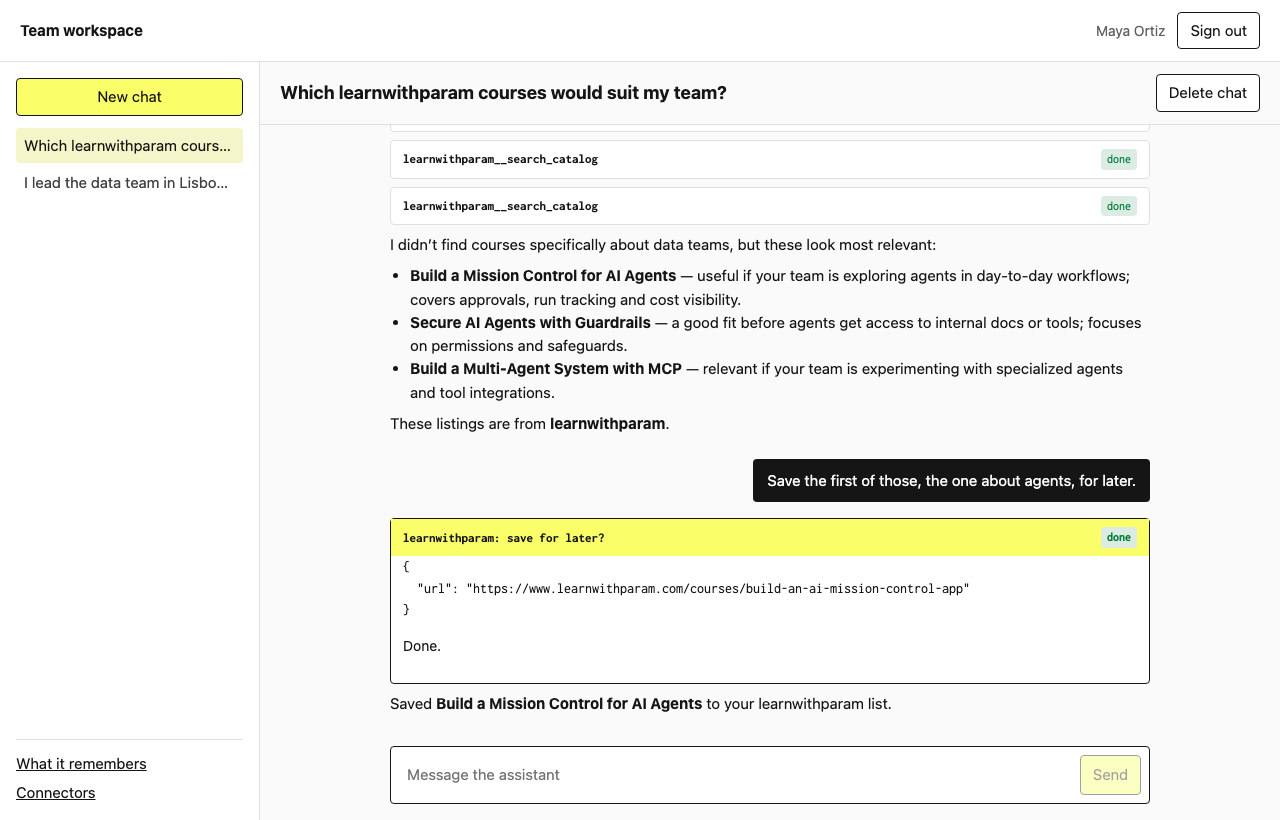 Team workspace
Maya Ortiz
Sign out
New chat
Which learnwithparam cours...
I lead the data team in Lisbo...
What it remembers
Connectors
Which learnwithparam courses would suit my team?
Delete chat
learnwithparam__search_catalog
done
learnwithparam__search_catalog
done
I didn’t find courses specifically about data teams, but these look most relevant:
• Build a Mission Control for AI Agents — useful if your team is exploring agents in day-to-day workflows;
covers approvals, run tracking and cost visibility.
• Secure AI Agents with Guardrails — a good fit before agents get access to internal docs or tools; focuses
on permissions and safeguards.
• Build a Multi-Agent System with MCP — relevant if your team is experimenting with specialized agents
and tool integrations.
These listings are from learnwithparam.
Save the first of those, the one about agents, for later.
learnwithparam: save for later?
done
{
"url": "https://www.learnwithparam.com/courses/build-an-ai-mission-control-app"
}
Done.
Saved Build a Mission Control for AI Agents to your learnwithparam list.
Message the assistant
Send